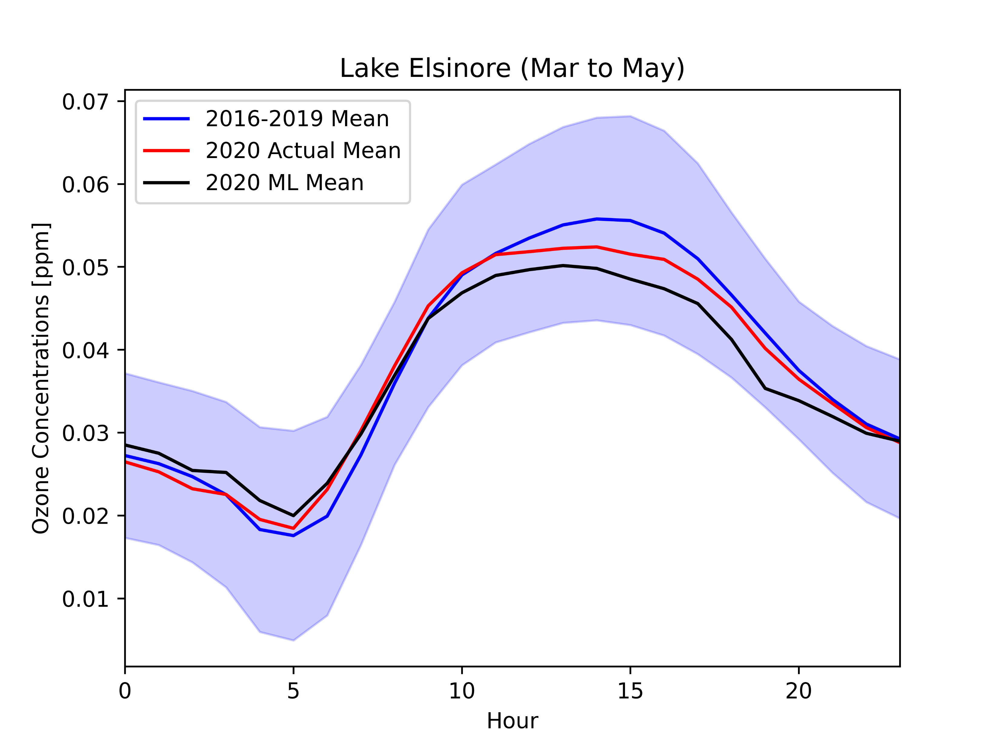 Lake Elsinore (Mar to May)
2016-2019 Mean
2020 Actual Mean
2020 ML Mean
Ozone Concentrations [ppm]
0.07
0.06
0.05
0.04
0.03
0.02
0.01
0 5 10 15 20
Hour